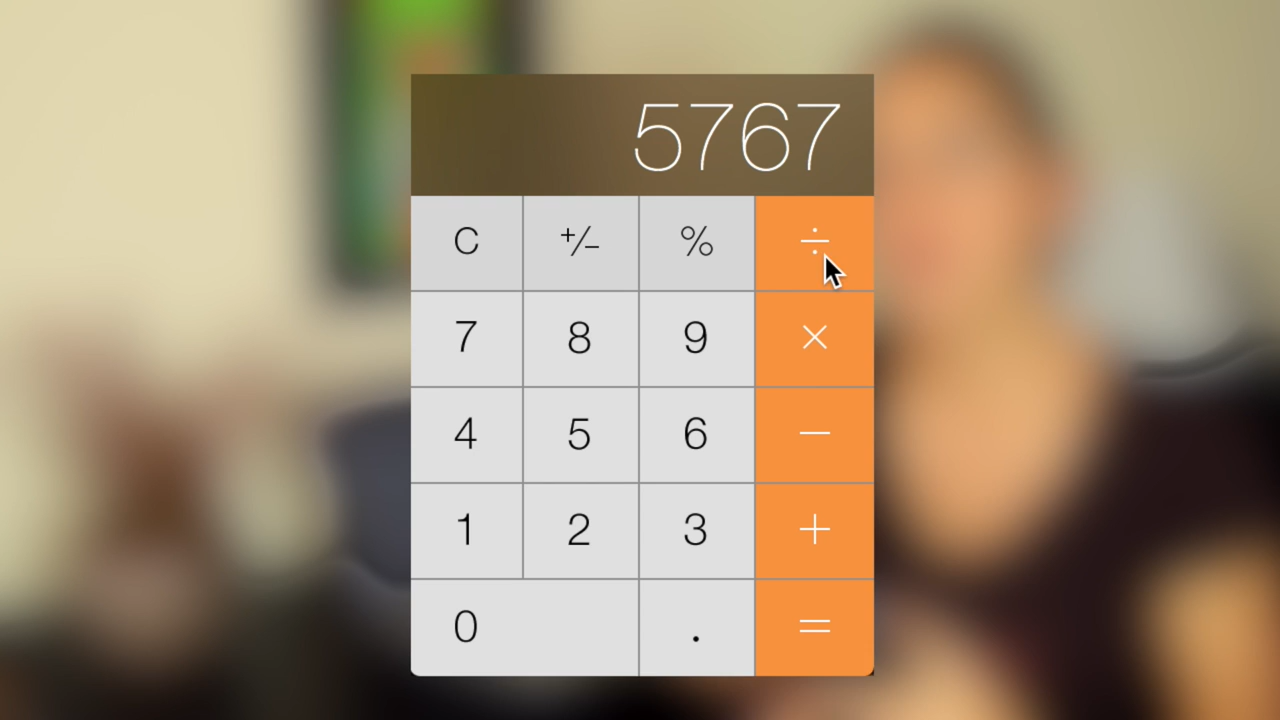 5767
C +/− % ÷
7 8 9 ×
4 5 6 −
1 2 3 +
0 . =